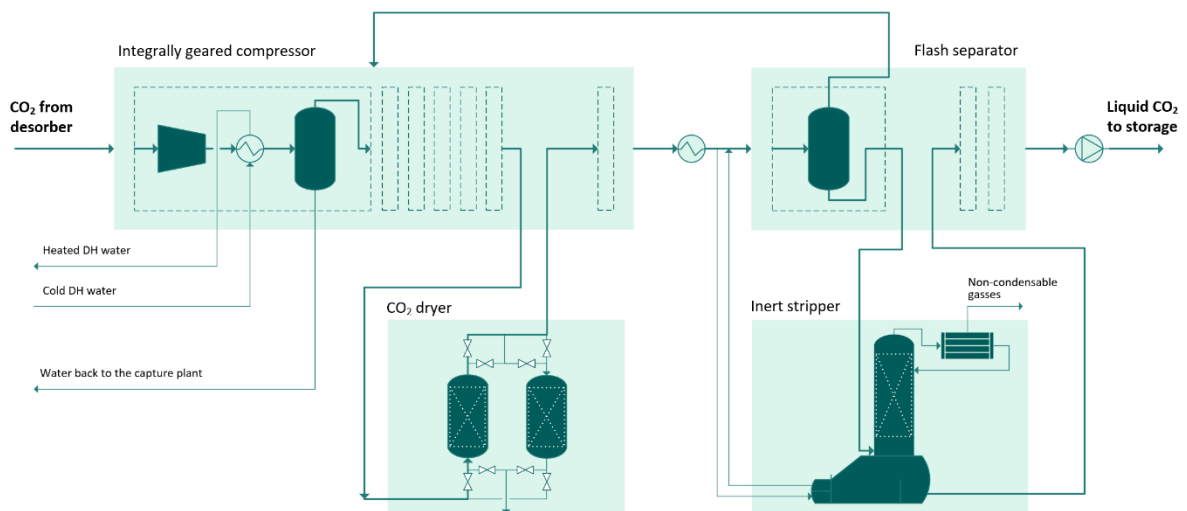 Integrally geared compressor
Flash separator
CO₂ from
desorber
Liquid CO₂
to storage
Heated DH water
Cold DH water
CO₂ dryer
Inert stripper
Non-condensable
gasses
Water back to the capture plant